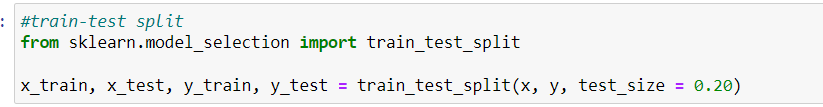 :
#train-test split
from sklearn.model_selection import train_test_split
x_train, x_test, y_train, y_test = train_test_split(x, y, test_size = 0.20)